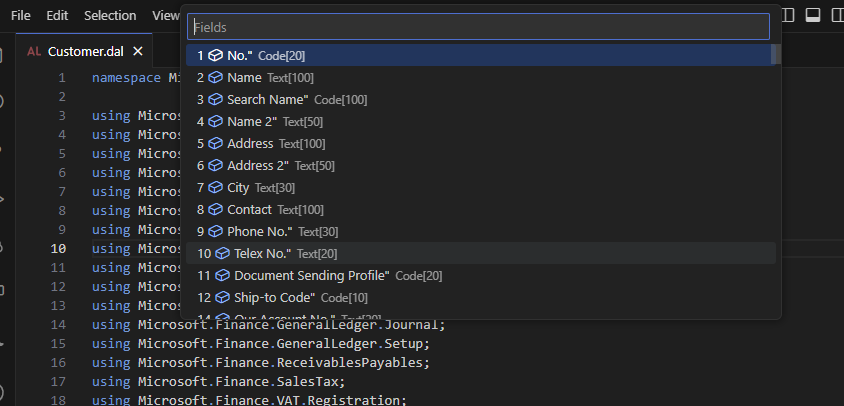 File Edit Selection View
Fields
AL Customer.dal
1 No." Code[20]
2 Name Text[100]
3 Search Name" Code[100]
4 Name 2" Text[50]
5 Address Text[100]
6 Address 2" Text[50]
7 City Text[30]
8 Contact Text[100]
9 Phone No." Text[30]
10 Telex No." Text[20]
11 Document Sending Profile" Code[20]
12 Ship-to Code" Code[10]
14 Our Account No." Text[20]
1 namespace Mi
2
3 using Micros
4 using Micros
5 using Micros
6 using Micros
7 using Micros
8 using Micros
9 using Micros
10 using Micros
11 using Micros
12 using Micros
13 using Micros
14 using Microsoft.Finance.GeneralLedger.Journal;
15 using Microsoft.Finance.GeneralLedger.Setup;
16 using Microsoft.Finance.ReceivablesPayables;
17 using Microsoft.Finance.SalesTax;
18 using Microsoft.Finance.VAT.Registration;